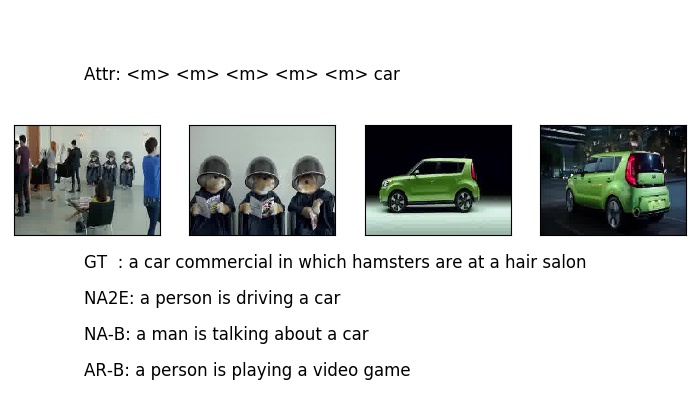 Attr: <m> <m> <m> <m> <m> car
GT : a car commercial in which hamsters are at a hair salon
NA2E: a person is driving a car
NA-B: a man is talking about a car
AR-B: a person is playing a video game